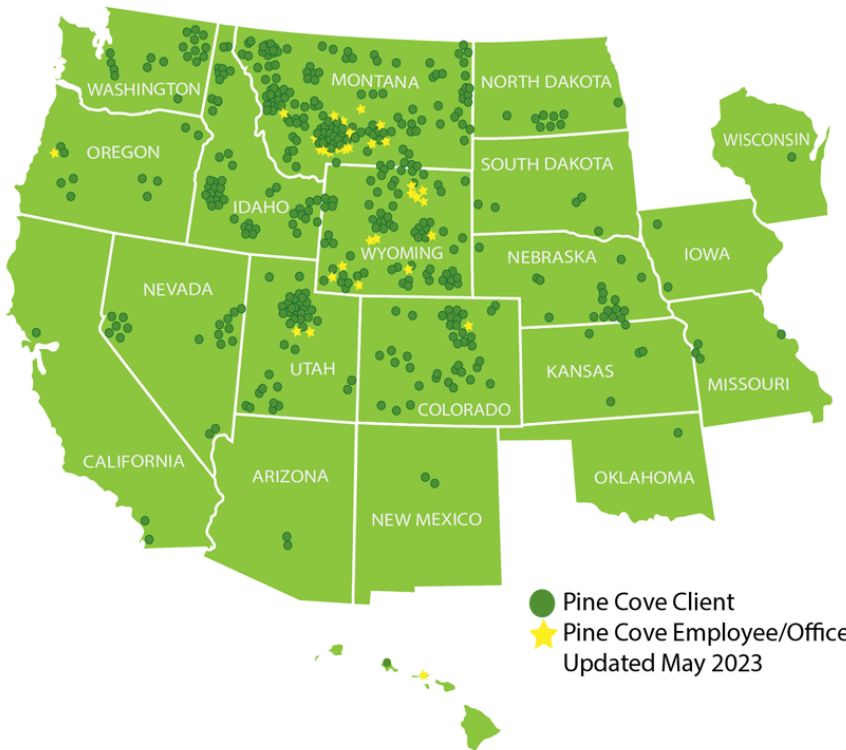 WASHINGTON
MONTANA
NORTH DAKOTA
WISCONSIN
OREGON
SOUTH DAKOTA
IDAHO
WYOMING
NEBRASKA
IOWA
NEVADA
UTAH
COLORADO
KANSAS
MISSOURI
CALIFORNIA
ARIZONA
NEW MEXICO
OKLAHOMA
Pine Cove Client
Pine Cove Employee/Office
Updated May 2023